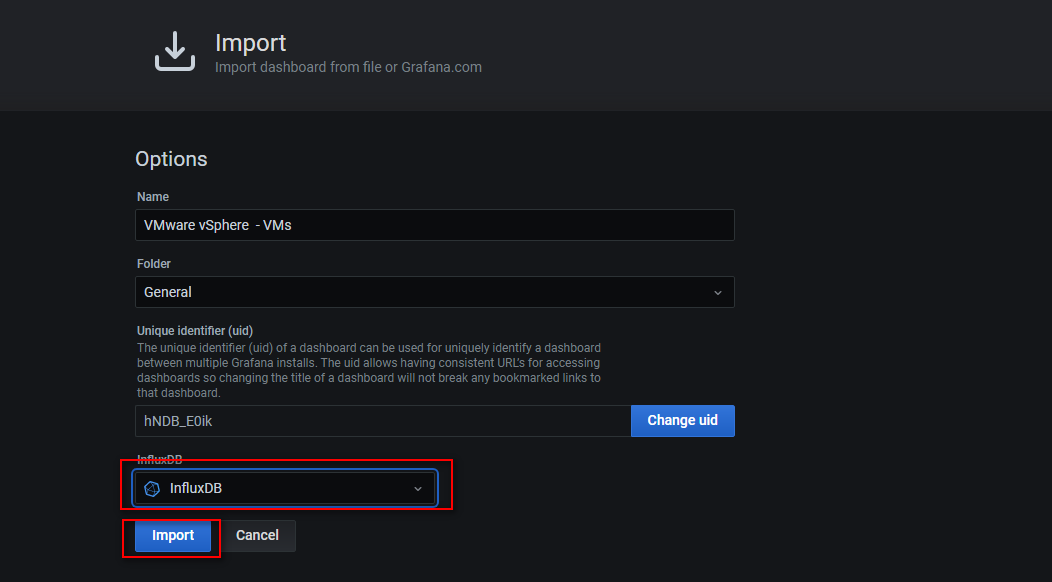 Import
Import dashboard from file or Grafana.com
Options
Name
VMware vSphere  - VMs
Folder
General
Unique identifier (uid)
The unique identifier (uid) of a dashboard can be used for uniquely identify a dashboard
between multiple Grafana installs. The uid allows having consistent URL's for accessing
dashboards so changing the title of a dashboard will not break any bookmarked links to
that dashboard.
hNDB_E0ik
Change uid
InfluxDB
InfluxDB
Import
Cancel